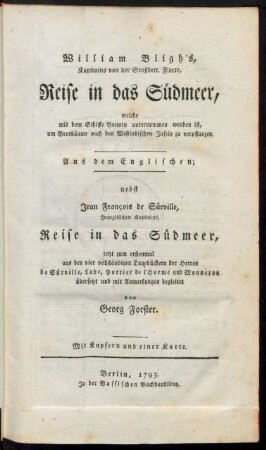 William Bligh's,
Kapitains von der Großbrit. Flotte,
Reise in das Südmeer,
welche
mit dem Schiffe Bounty unternommen worden ist,
um Brotbäume nach den Westindischen Inseln zu verpflanzen.
Aus dem Englischen;
nebst
Jean François de Sürville,
Französischen Kapitains,
Reise in das Südmeer,
jetzt zum erstenmal
aus den vier vollständigen Tagebüchern der Herren
de Sürville, Labé, Pottier de l'Horme und Monneron
übersetzt und mit Anmerkungen begleitet
von
Georg Forster.
Mit Kupfern und einer Karte.
Berlin, 1793.
In der Vossischen Buchhandlung.